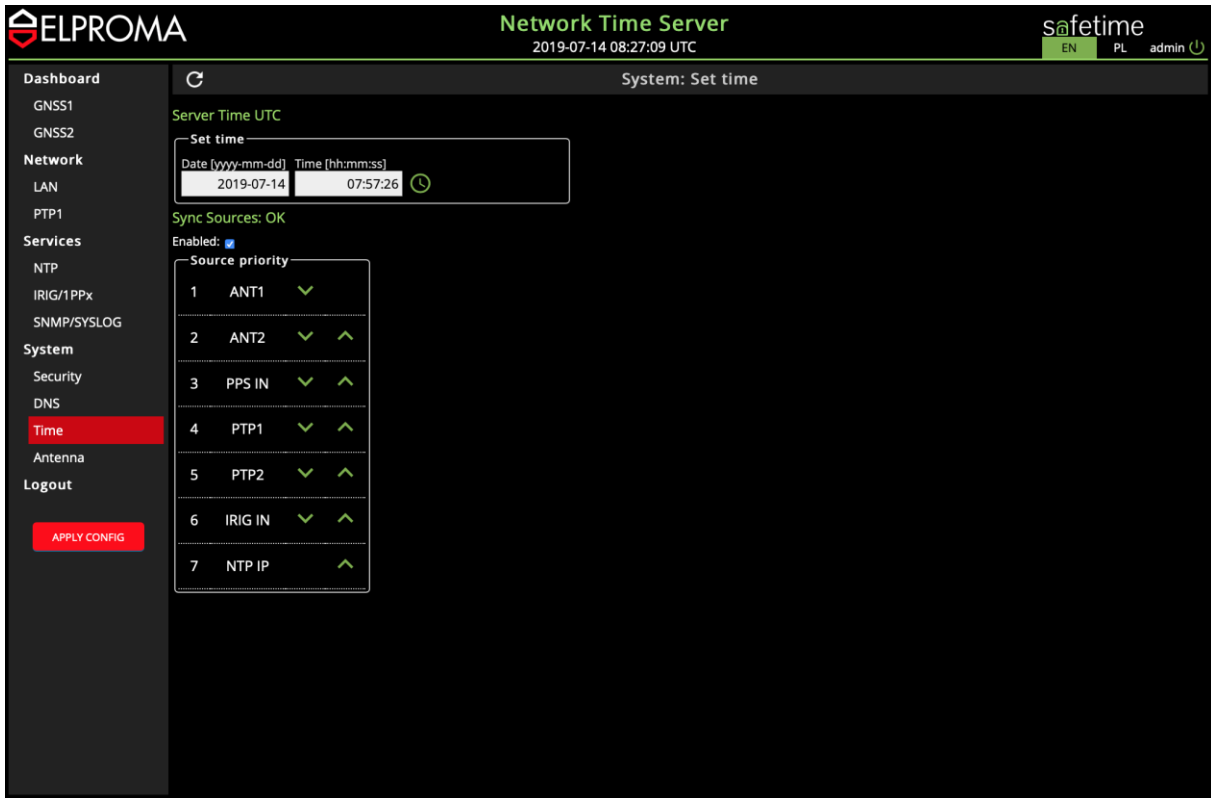 ELPROMA
Network Time Server
2019-07-14 08:27:09 UTC
safetime
EN PL admin
Dashboard
GNSS1
GNSS2
Network
LAN
PTP1
Services
NTP
IRIG/1PPx
SNMP/SYSLOG
System
Security
DNS
Time
Antenna
Logout
APPLY CONFIG
System: Set time
Server Time UTC
Set time
Date [yyyy-mm-dd] Time [hh:mm:ss]
2019-07-14 07:57:26
Sync Sources: OK
Enabled:
Source priority
1 ANT1
2 ANT2
3 PPS IN
4 PTP1
5 PTP2
6 IRIG IN
7 NTP IP